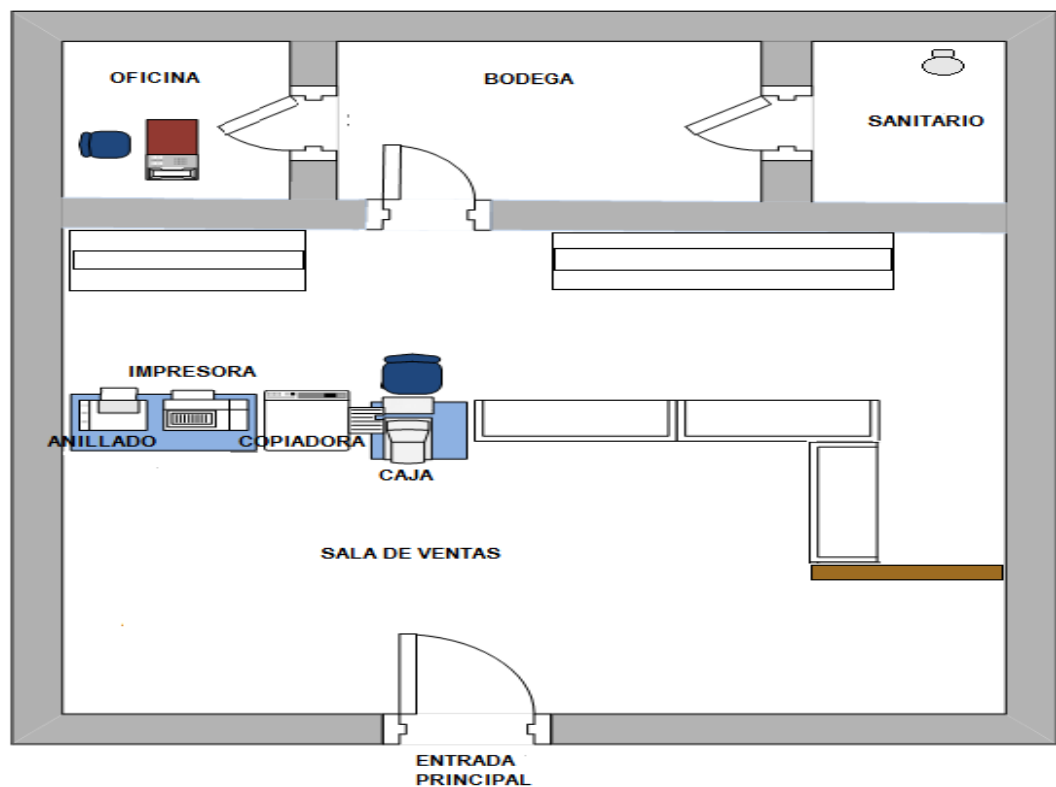 OFICINA
BODEGA
SANITARIO
IMPRESORA
ANILLADO
COPIADORA
CAJA
SALA DE VENTAS
ENTRADA
PRINCIPAL